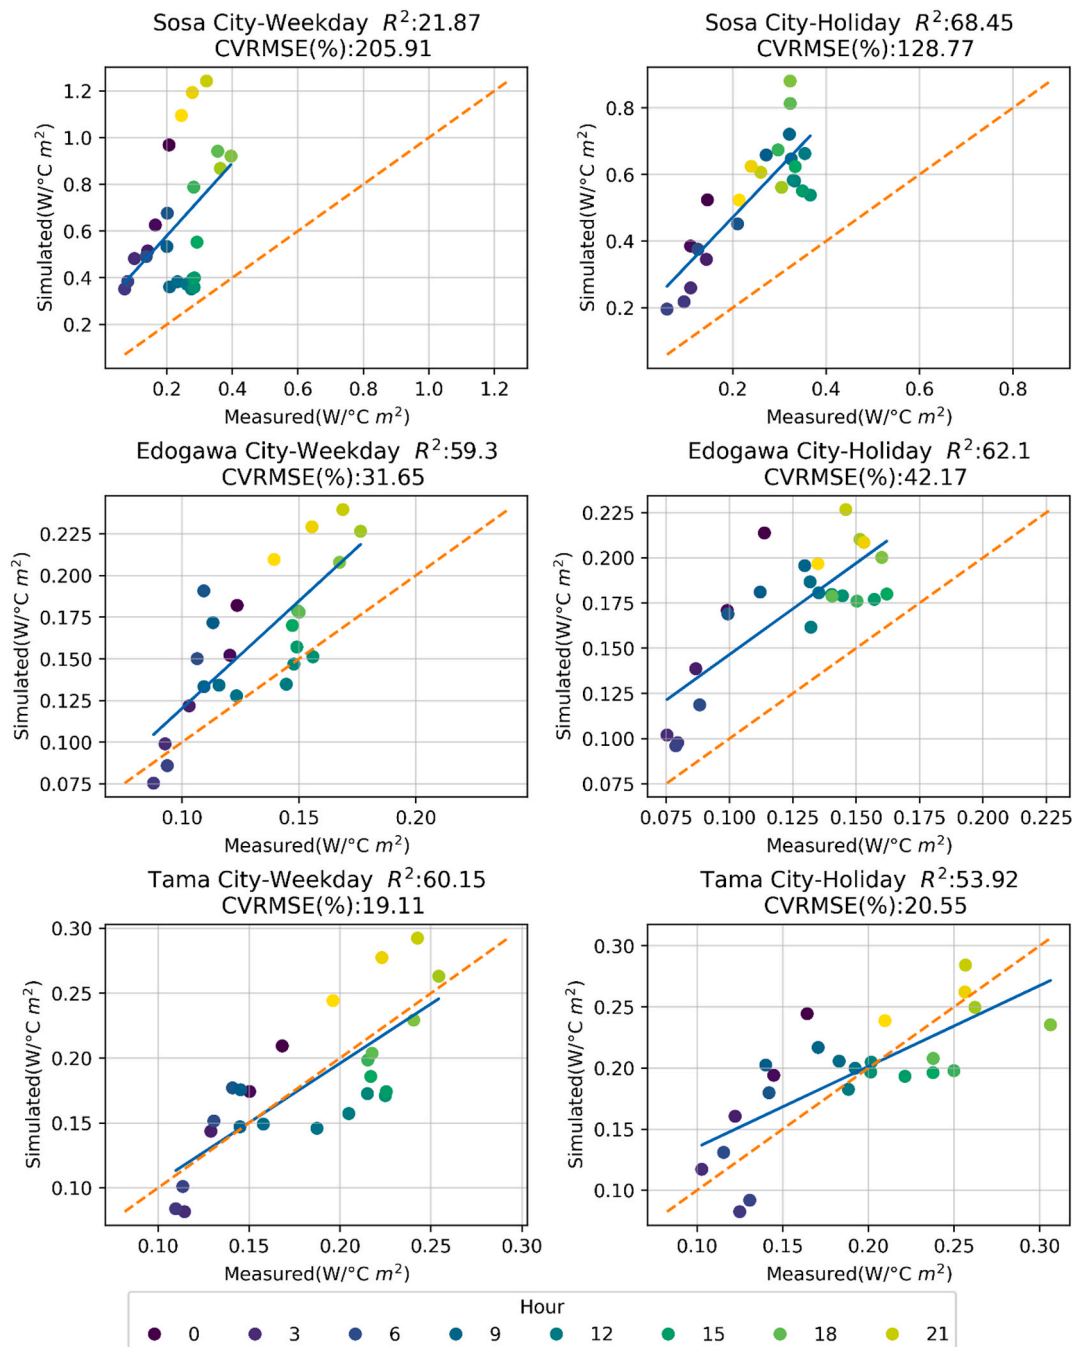 Sosa City-Weekday R²:21.87
CVRMSE(%):205.91
Simulated(W/°C m²)
1.2
1.0
0.8
0.6
0.4
0.2
0.2 0.4 0.6 0.8 1.0 1.2
Measured(W/°C m²)
Sosa City-Holiday R²:68.45
CVRMSE(%):128.77
Simulated(W/°C m²)
0.8
0.6
0.4
0.2
0.2 0.4 0.6 0.8
Measured(W/°C m²)
Edogawa City-Weekday R²:59.3
CVRMSE(%):31.65
Simulated(W/°C m²)
0.225
0.200
0.175
0.150
0.125
0.100
0.075
0.10 0.15 0.20
Measured(W/°C m²)
Edogawa City-Holiday R²:62.1
CVRMSE(%):42.17
Simulated(W/°C m²)
0.225
0.200
0.175
0.150
0.125
0.100
0.075
0.075 0.100 0.125 0.150 0.175 0.200 0.225
Measured(W/°C m²)
Tama City-Weekday R²:60.15
CVRMSE(%):19.11
Simulated(W/°C m²)
0.30
0.25
0.20
0.15
0.10
0.10 0.15 0.20 0.25 0.30
Measured(W/°C m²)
Tama City-Holiday R²:53.92
CVRMSE(%):20.55
Simulated(W/°C m²)
0.30
0.25
0.20
0.15
0.10
0.10 0.15 0.20 0.25 0.30
Measured(W/°C m²)
Hour
0 3 6 9 12 15 18 21